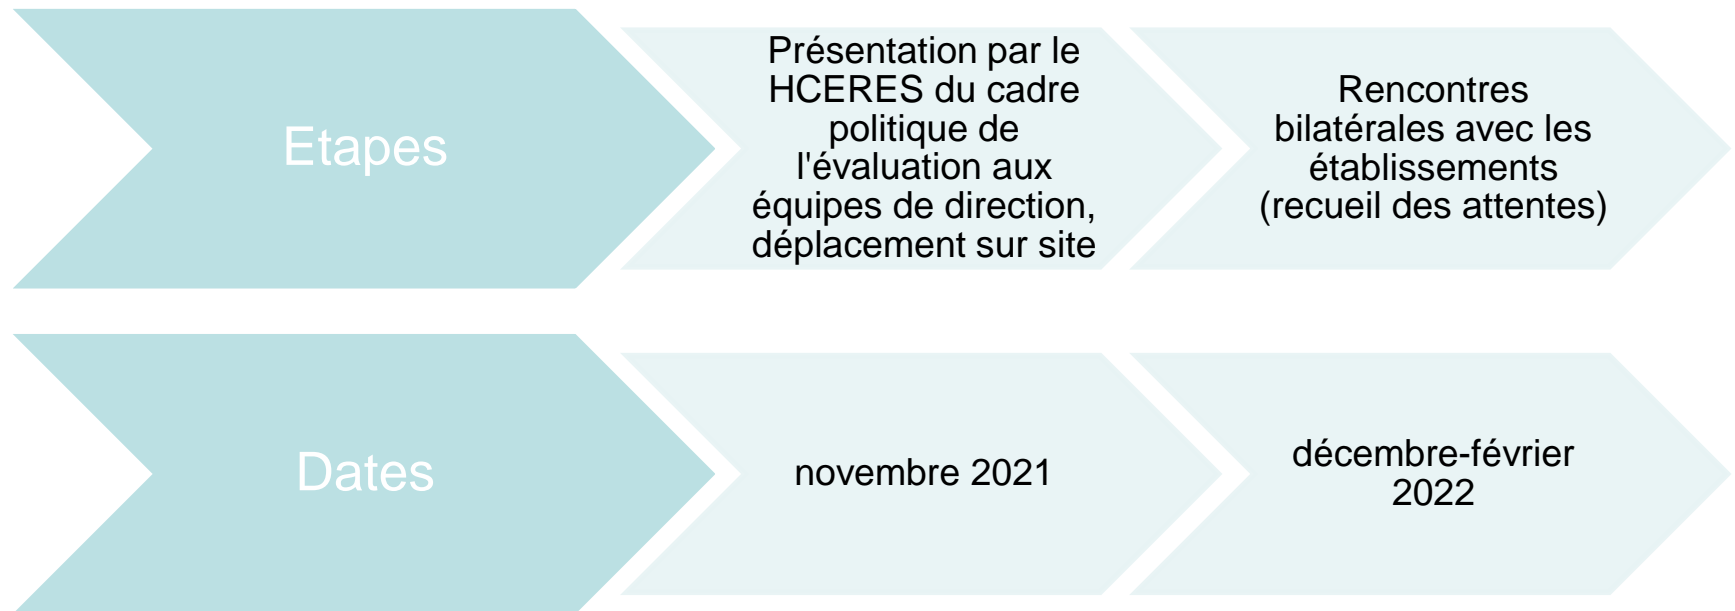 Etapes
Présentation par le
HCERES du cadre
politique de
l'évaluation aux
équipes de direction,
déplacement sur site
Rencontres
bilatérales avec les
établissements
(recueil des attentes)
Dates
novembre 2021
décembre-février
2022